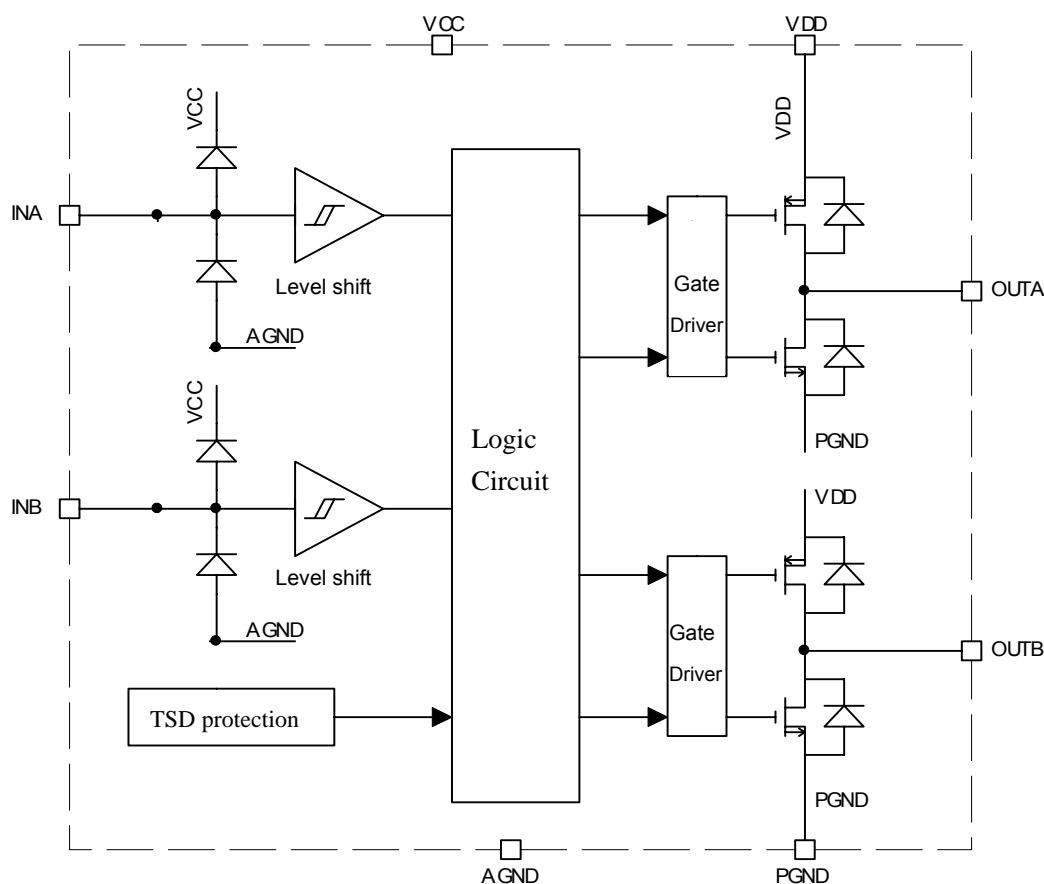 VCC
VDD
VCC
VDD
INA
Level shift
Gate
Driver
OUTA
AGND
VCC
Logic
Circuit
PGND
INB
VDD
Level shift
AGND
Gate
Driver
OUTB
TSD protection
PGND
AGND
PGND